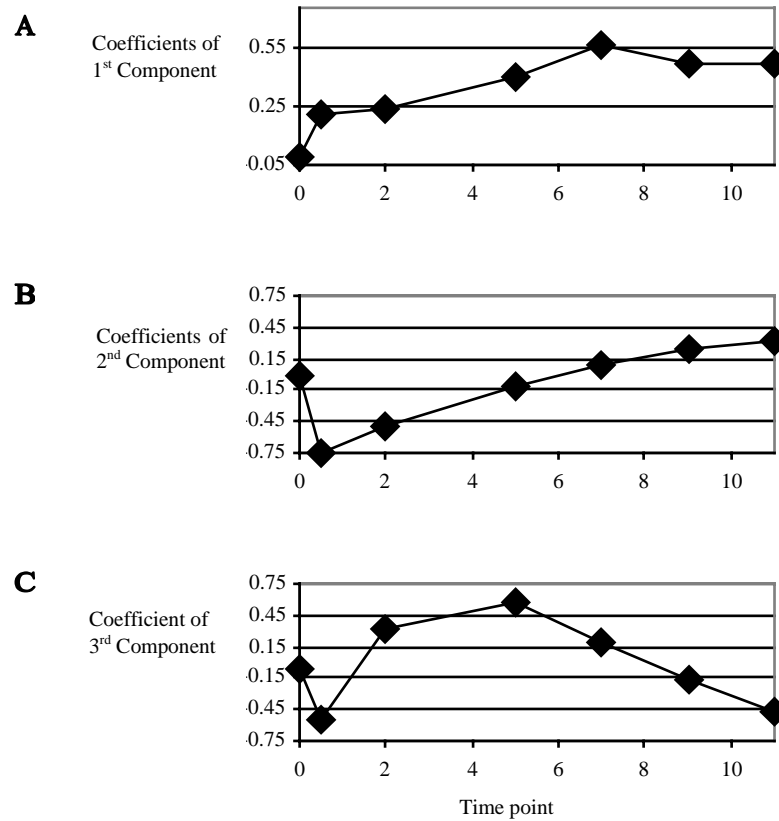 A
Coefficients of
1st Component
0.55
0.25
-0.05
0 2 4 6 8 10
B
Coefficients of
2nd Component
0.75
0.45
0.15
-0.15
-0.45
-0.75
0 2 4 6 8 10
C
Coefficient of
3rd Component
0.75
0.45
0.15
-0.15
-0.45
-0.75
0 2 4 6 8 10
Time point